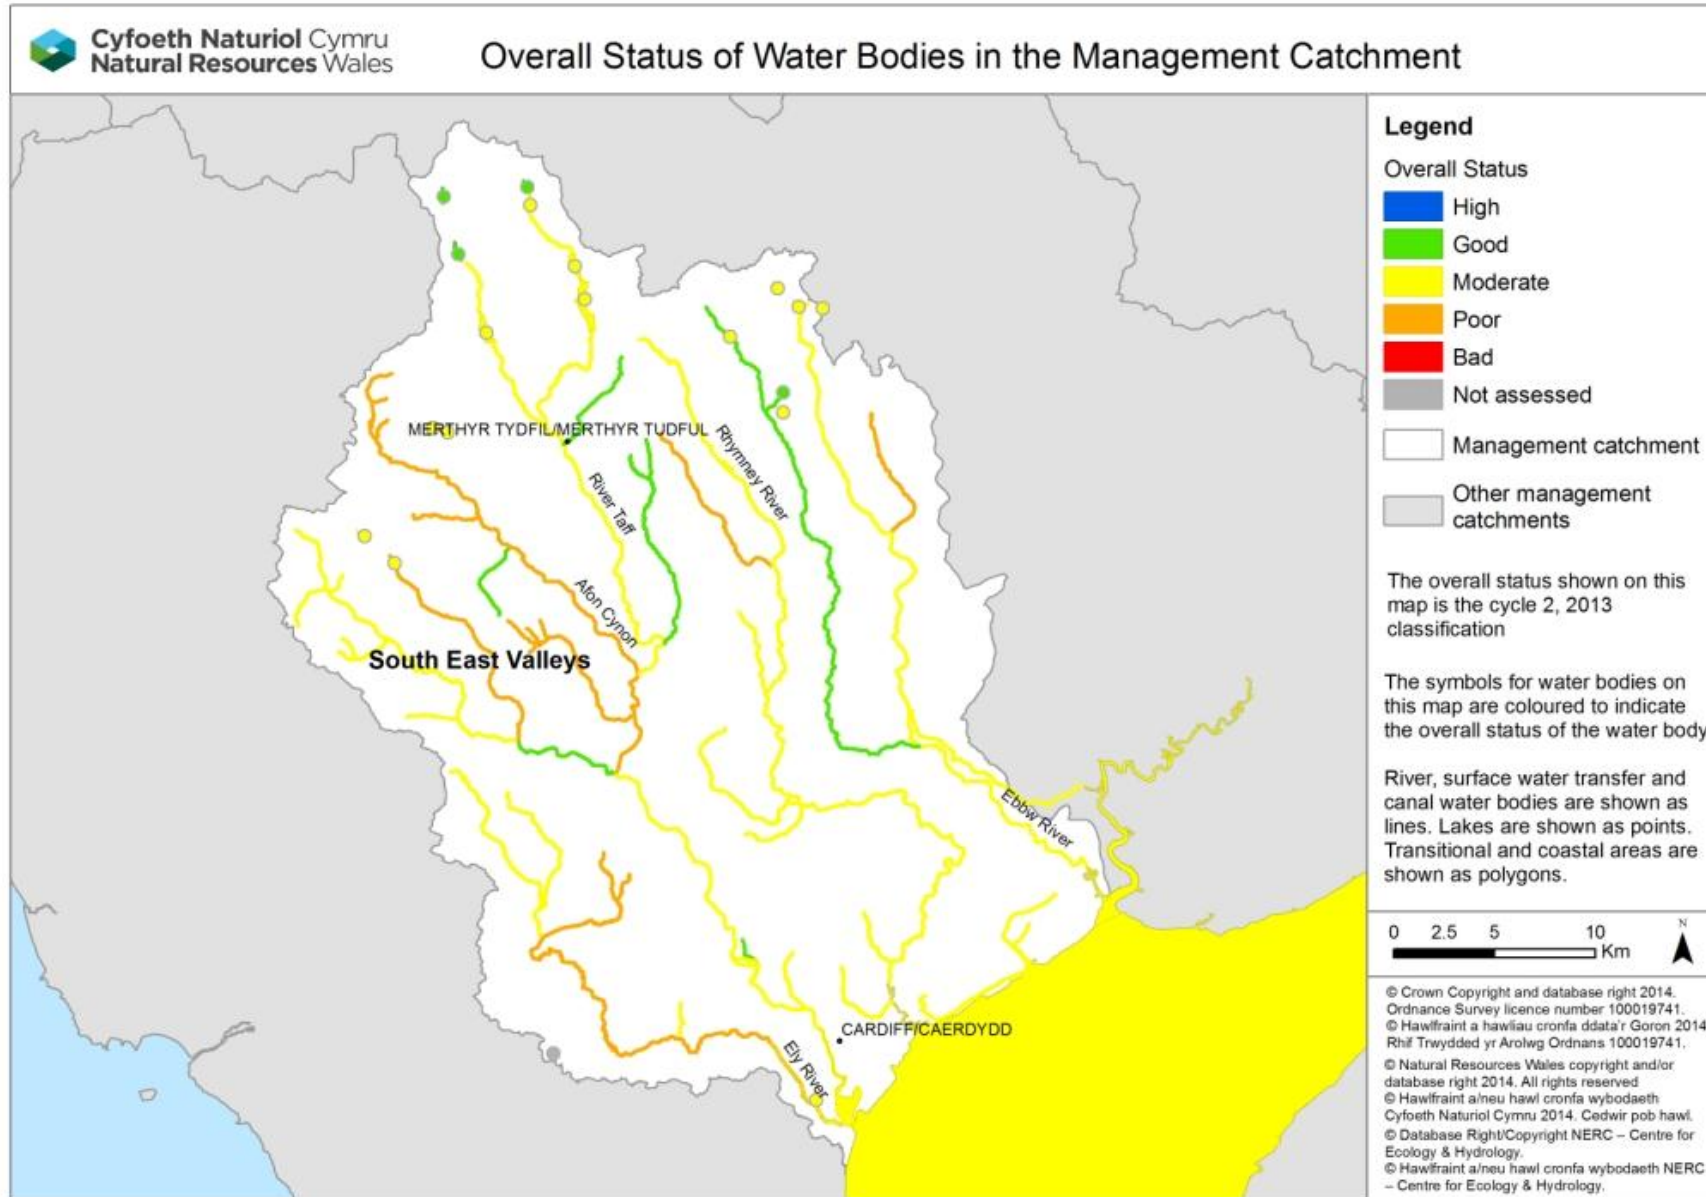 Cyfoeth Naturiol Cymru
Natural Resources Wales
Overall Status of Water Bodies in the Management Catchment
MERTHYR TYDFIL/MERTHYR TUDFUL
River Taff
Rhymney River
Afon Cynon
South East Valleys
Ebbw River
CARDIFF/CAERDYDD
Ely River
Legend
Overall Status
High
Good
Moderate
Poor
Bad
Not assessed
Management catchment
Other management
catchments
The overall status shown on this
map is the cycle 2, 2013
classification
The symbols for water bodies on
this map are coloured to indicate
the overall status of the water body
River, surface water transfer and
canal water bodies are shown as
lines. Lakes are shown as points.
Transitional and coastal areas are
shown as polygons.
0 2.5 5 10
Km
N
© Crown Copyright and database right 2014.
Ordnance Survey licence number 100019741.
© Hawlfraint a hawliau cronfa ddata'r Goron 2014
Rhif Trwydded yr Arolwg Ordnans 100019741.
© Natural Resources Wales copyright and/or
database right 2014. All rights reserved
© Hawlfraint a/neu hawl cronfa wybodaeth
Cyfoeth Naturiol Cymru 2014. Cedwir pob hawl.
© Database Right/Copyright NERC – Centre for
Ecology & Hydrology.
© Hawlfraint a/neu hawl cronfa wybodaeth NERC
– Centre for Ecology & Hydrology.